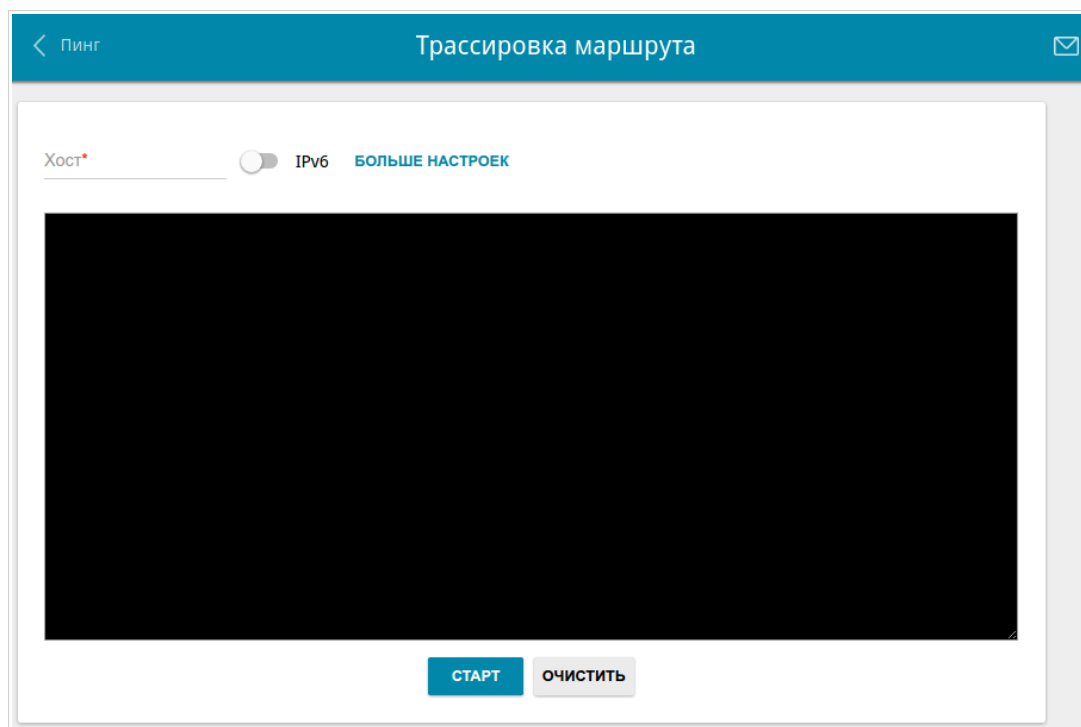 Пинг
Трассировка маршрута
Хост*
IPv6
БОЛЬШЕ НАСТРОЕК
СТАРТ
ОЧИСТИТЬ